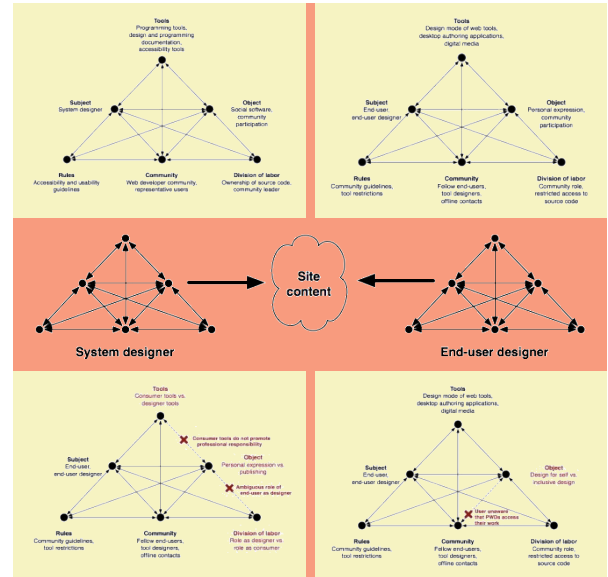 Tools
Programming tools,
design and programming
documentation,
accessibility tools
Subject
System designer
Object
Social software,
community
participation
Rules
Accessibility and usability
guidelines
Community
Web developer community,
representative users
Division of labor
Ownership of source code,
community leader
Tools
Design mode of web tools,
desktop authoring applications,
digital media
Subject
End-user,
end-user designer
Object
Personal expression,
community
participation
Rules
Community guidelines,
tool restrictions
Community
Fellow end-users,
tool designers,
offline contacts
Division of labor
Community role,
restricted access to
source code
Site
content
System designer
End-user designer
Tools
Consumer tools vs.
designer tools
Consumer tools do not promote
professional responsibility
Subject
End-user,
end-user designer
Object
Personal expression vs
publishing
Ambiguous role of
end-user as designer
Rules
Community guidelines,
tool restrictions
Community
Fellow end-users,
tool designers,
offline contacts
Division of labor
Role as designer vs
role as consumer
Tools
Design mode of web tools,
desktop authoring applications,
digital media
Subject
End-user,
end-user designer
Object
Design for self vs.
inclusive design
User unaware
that PWDs access
their work
Rules
Community guidelines,
tool restrictions
Community
Fellow end-users,
tool designers,
offline contacts
Division of labor
Community role,
restricted access to
source code